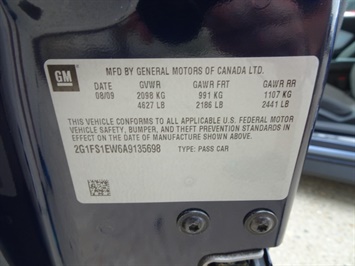 GM
MFD BY GENERAL MOTORS OF CANADA LTD.
DATE GVWR GAWR FRT GAWR RR
08/09 2098 KG 991 KG 1107 KG
4627 LB 2186 LB 2441 LB
THIS VEHICLE CONFORMS TO ALL APPLICABLE U.S. FEDERAL MOTOR
VEHICLE SAFETY, BUMPER, AND THEFT PREVENTION STANDARDS IN
EFFECT ON THE DATE OF MANUFACTURE SHOWN ABOVE.
2G1FS1EW6A9135698 TYPE: PASS CAR